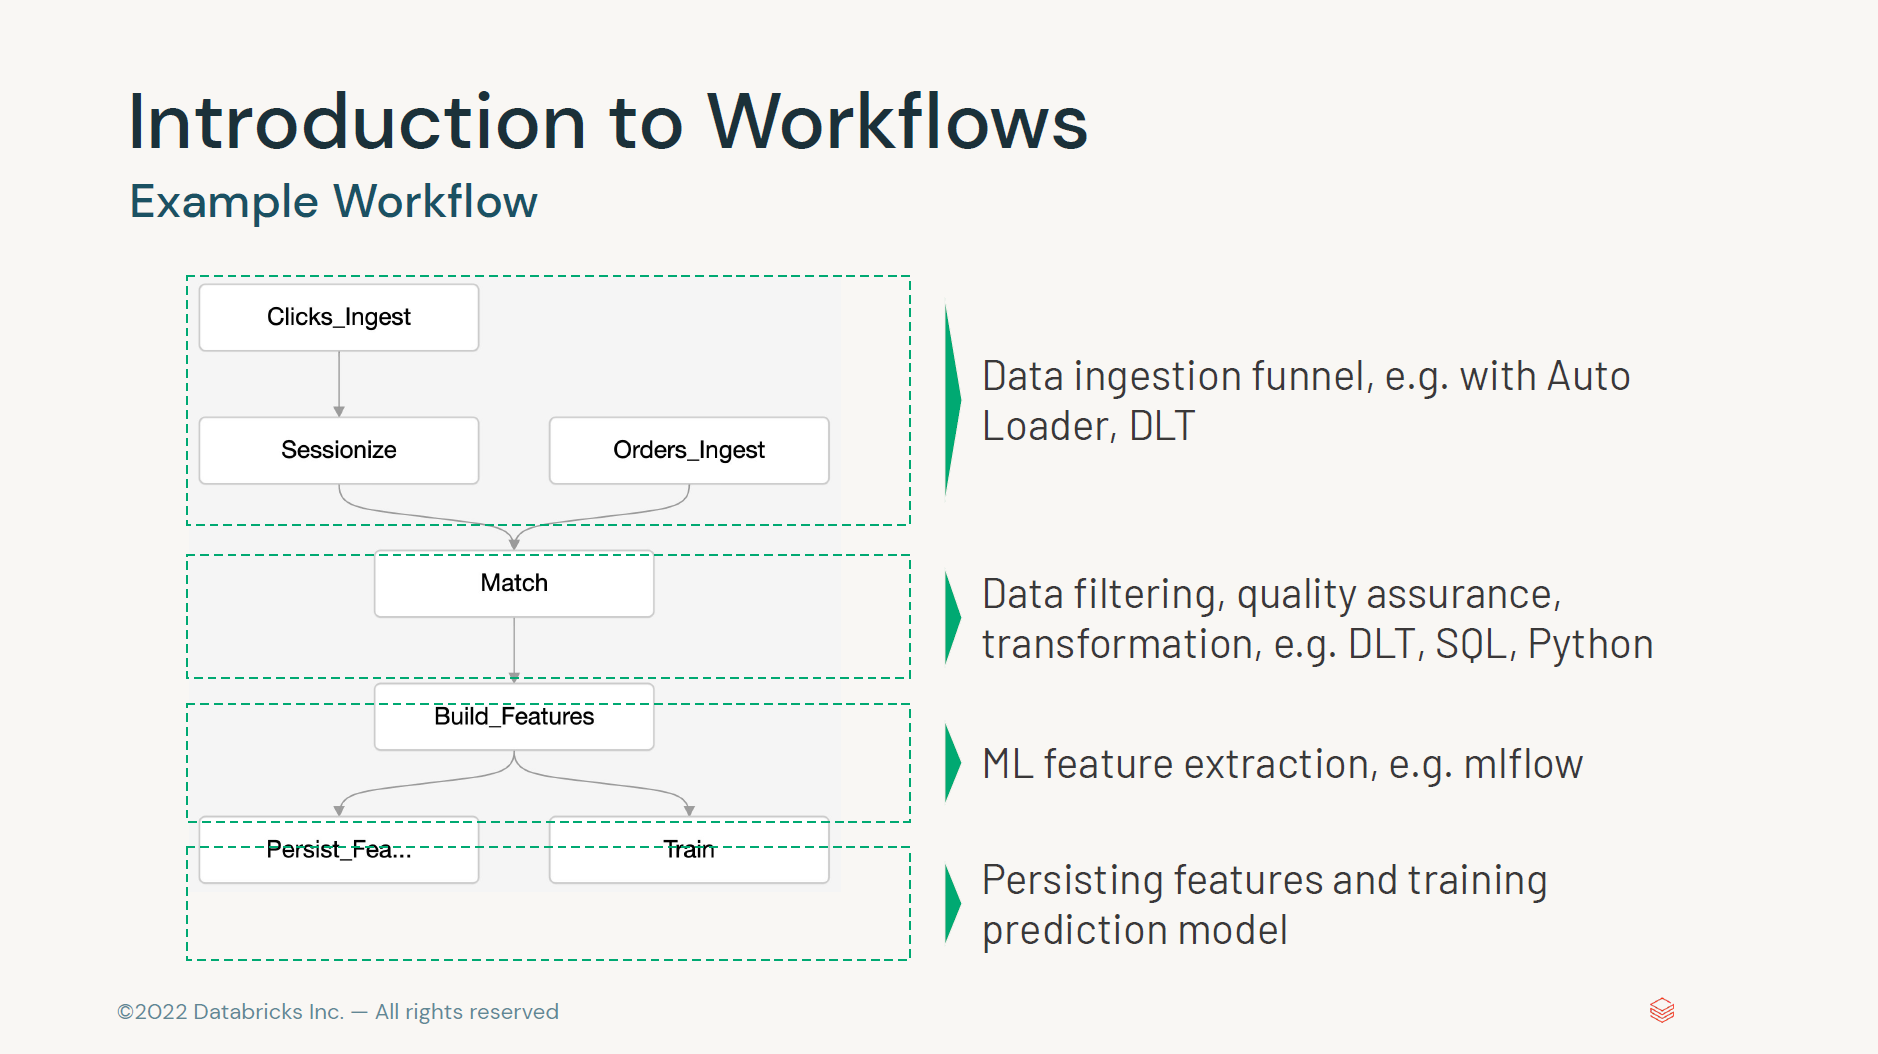 Introduction to Workflows
Example Workflow
Clicks_Ingest
Sessionize
Orders_Ingest
Match
Build_Features
Persist_Fea...
Train
Data ingestion funnel, e.g. with Auto
Loader, DLT
Data filtering, quality assurance,
transformation, e.g. DLT, SQL, Python
ML feature extraction, e.g. mlflow
Persisting features and training
prediction model
©2022 Databricks Inc. — All rights reserved